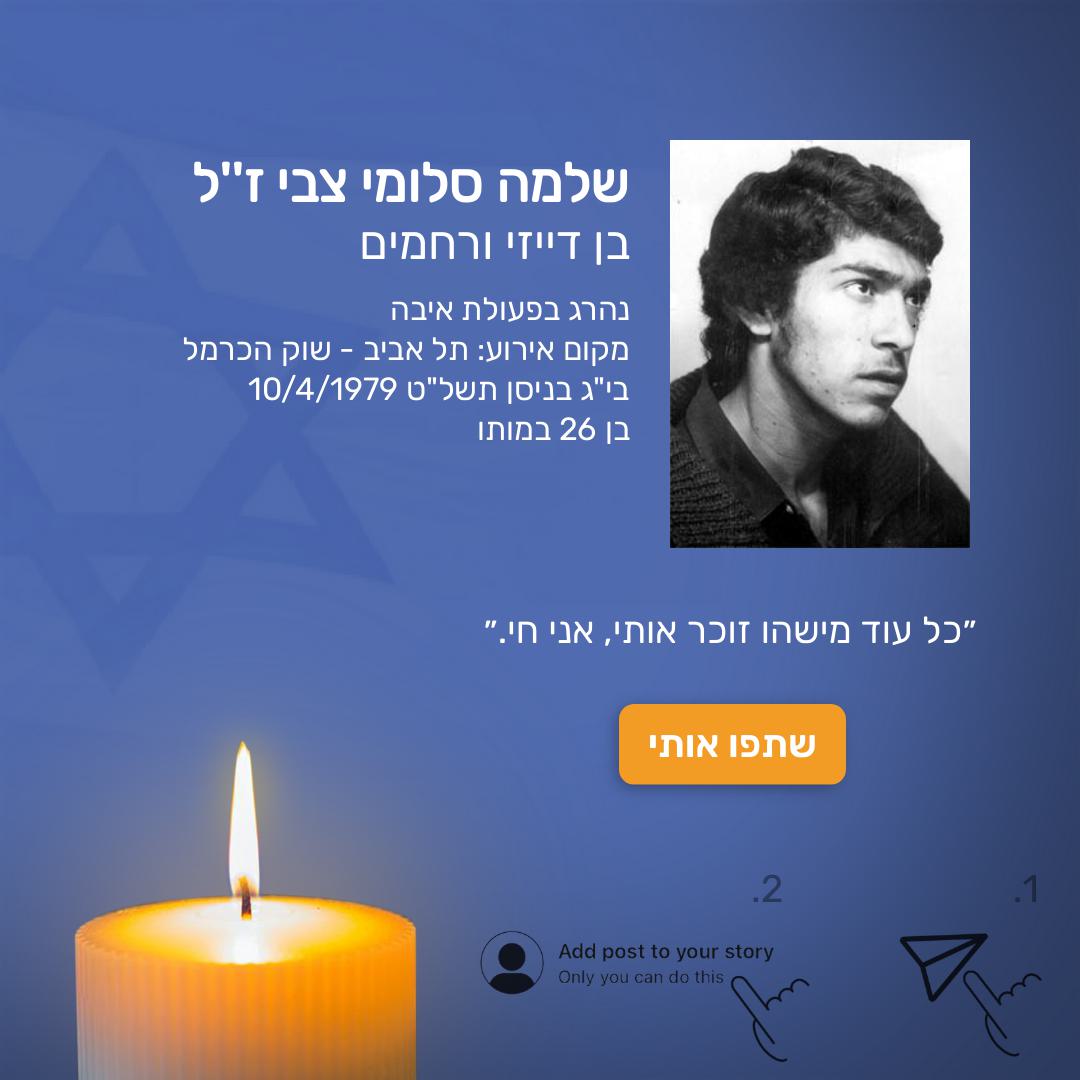 שלמה סלומי צבי ז"ל
בן דייזי ורחמים
נהרג בפעולת איבה
מקום אירוע: תל אביב - שוק הכרמל
בי"ג בניסן תשל"ט 10/4/1979
בן 26 במותו
״כל עוד מישהו זוכר אותי, אני חי.״
שתפו אותי
1.
2.
Add post to your story
Only you can do this